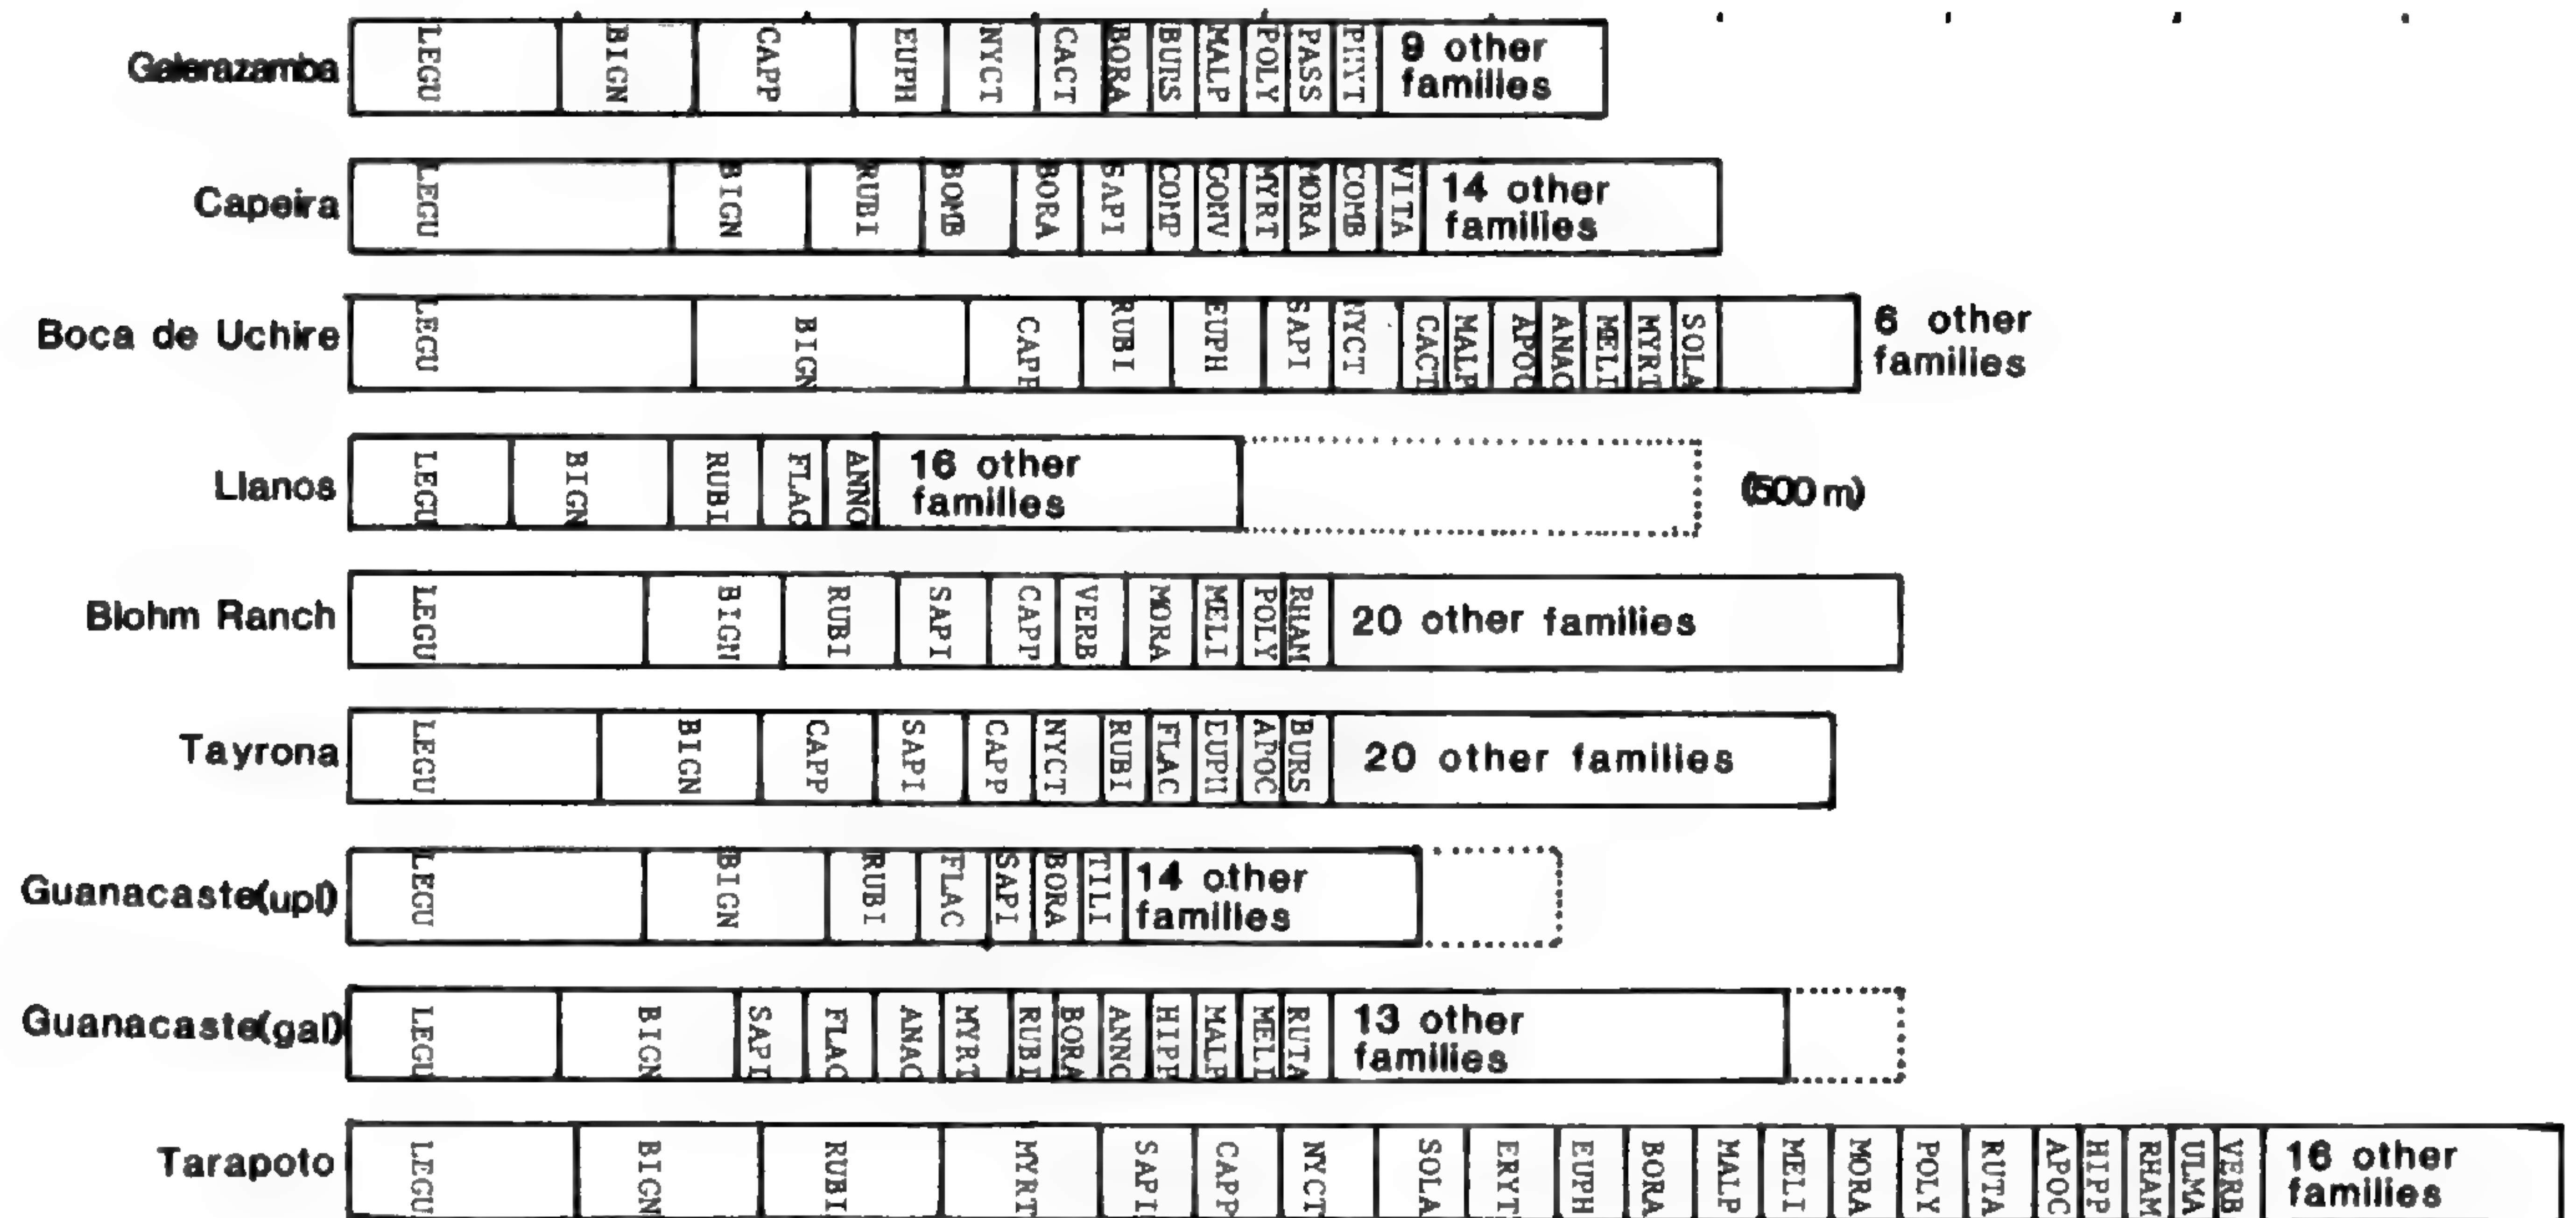 Galerazamba LEGU BIGN CAPP EUPH NYCT CACT BORA BURS MALP POLY PASS PHYT 9 other
families
Capeira LEGU BIGN RUBI BOMB BORA SAPI COMP CONV MYRT MORA COMB VITA 14 other
families
Boca de Uchire LEGU BIGN CAPP RUBI EUPH SAPI NYCT CACT MALP APOC ANAC MELI MYRT SOLA 6 other
families
Llanos LEGU BIGN RUBI FLAC ANNO 16 other
families (500 m)
Blohm Ranch LEGU BIGN RUBI SAPI CAPP VERB MORA MELI POLY RHAM 20 other families
Tayrona LEGU BIGN CAPP SAPI CAPP NYCT RUBI FLAC EUPH APOC BURS 20 other families
Guanacaste(upl) LEGU BIGN RUBI FLAC SAPI BORA TILI 14 other
families
Guanacaste(gal) LEGU BIGN SAPI FLAC ANAC MYRT RUBI BORA ANNO HIPP MALP MELI RUTA 13 other
families
Tarapoto LEGU BIGN RUBI MYRT SAPI CAPP NYCT SOLA ERYT EUPH BORA MALP MELI MORA POLY RUTA APOC HIPP RHAM ULMA VERB 16 other
families